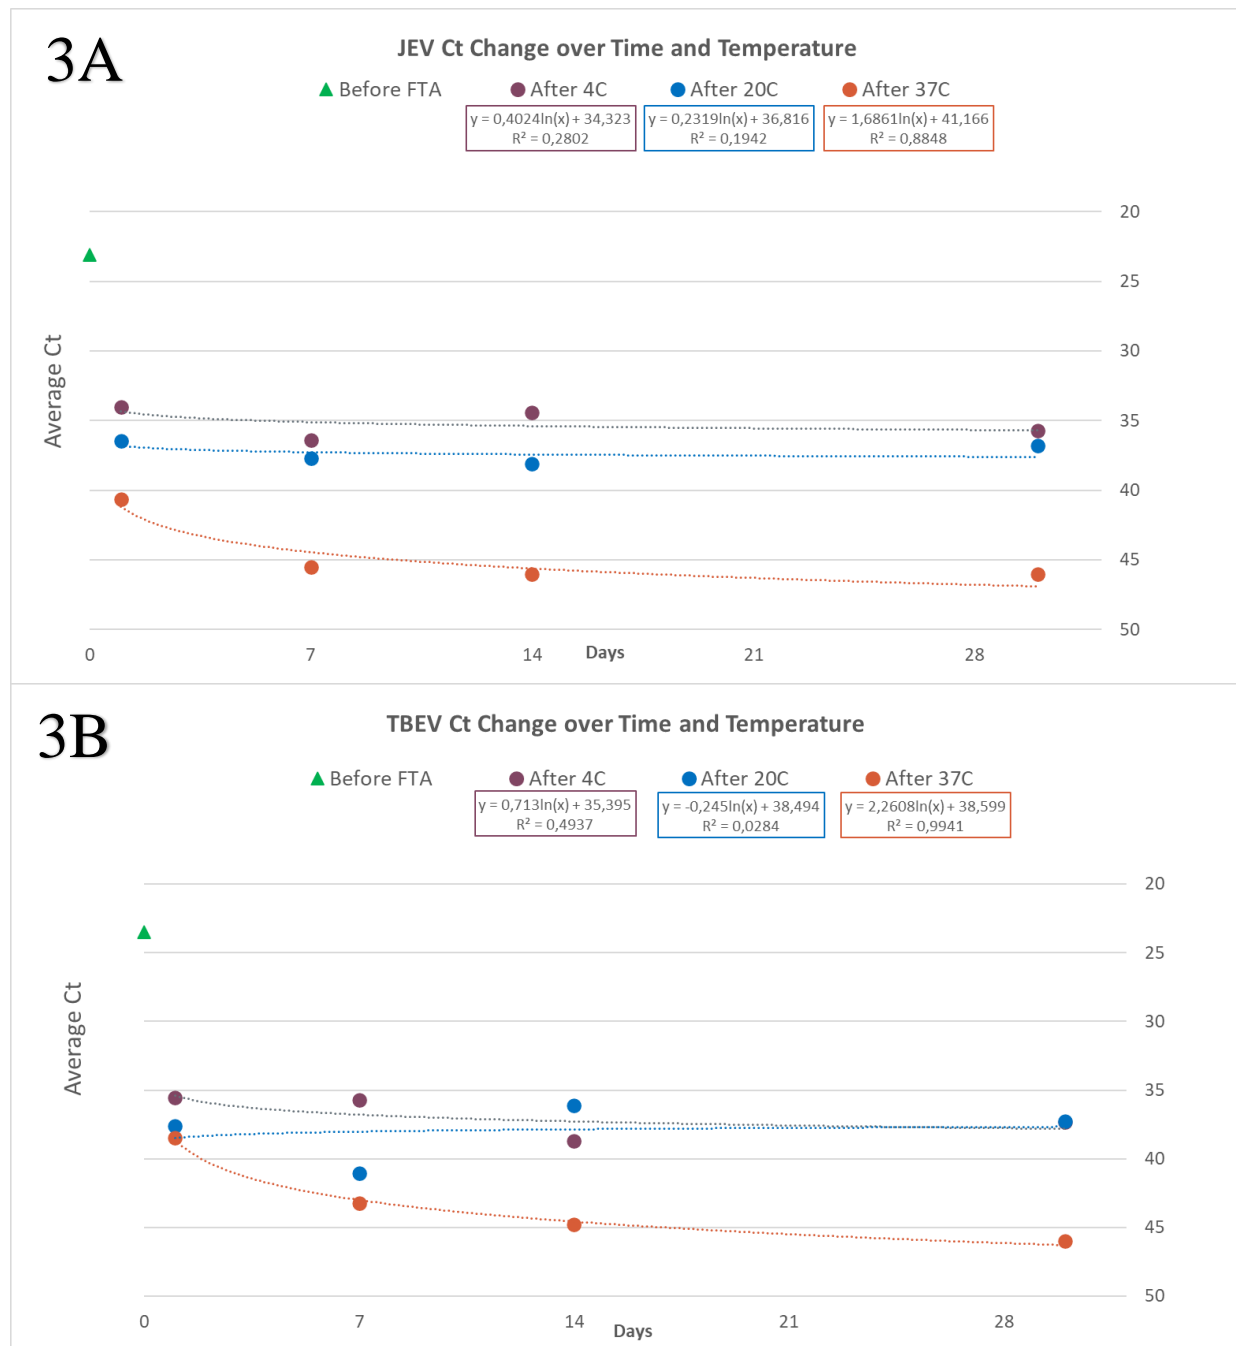 3A
JEV Ct Change over Time and Temperature
Before FTA After 4C After 20C After 37C
y = 0,4024ln(x) + 34,323 y = 0,2319ln(x) + 36,816 y = 1,6861ln(x) + 41,166
R² = 0,2802 R² = 0,1942 R² = 0,8848
20
25
30
Average Ct
35
40
45
50
0 7 14 Days 21 28
3B
TBEV Ct Change over Time and Temperature
Before FTA After 4C After 20C After 37C
y = 0,713ln(x) + 35,395 y = -0,245ln(x) + 38,494 y = 2,2608ln(x) + 38,599
R² = 0,4937 R² = 0,0284 R² = 0,9941
20
25
30
Average Ct
35
40
45
50
0 7 14 21 28
Days